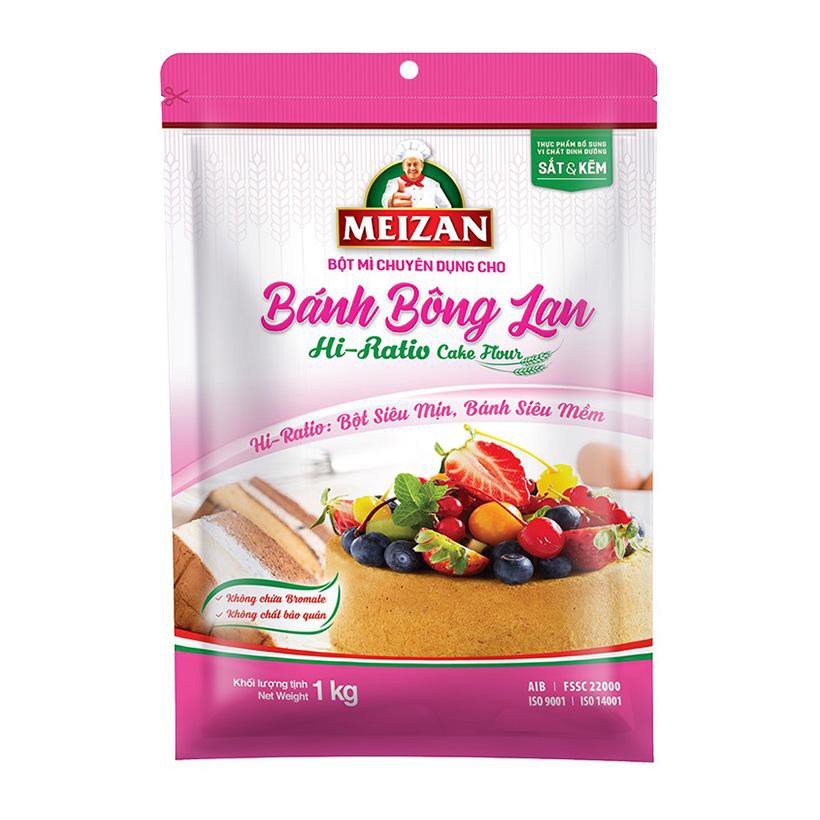 THỰC PHẨM BỔ SUNG
VI CHẤT DINH DƯỠNG
SẮT & KẼM
MEIZAN
BỘT MÌ CHUYÊN DỤNG CHO
Bánh Bông Lan
Hi-Ratio Cake Flour
Hi-Ratio: Bột Siêu Mịn, Bánh Siêu Mềm
Không chứa Bromate
Không chất bảo quản
Khối lượng tịnh
Net Weight 1 kg
AIB | FSSC 22000
ISO 9001 | ISO 14001